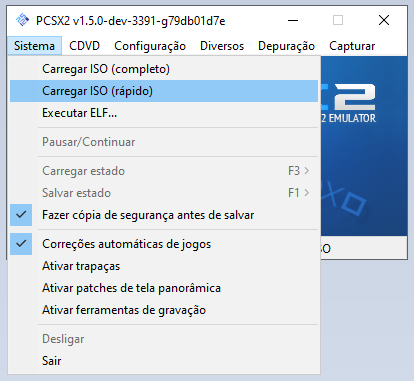 PCSX2 v1.5.0-dev-3391-g79db01d7e
Sistema CDVD Configuração Diversos Depuração Capturar
Carregar ISO (completo)
Carregar ISO (rápido)
Executar ELF...
2
2 EMULATOR
Pausar/Continuar
Carregar estado F3
Salvar estado F1
Fazer cópia de segurança antes de salvar
Correções automáticas de jogos
Ativar trapaças
Ativar patches de tela panorâmica
Ativar ferramentas de gravação
Desligar
Sair